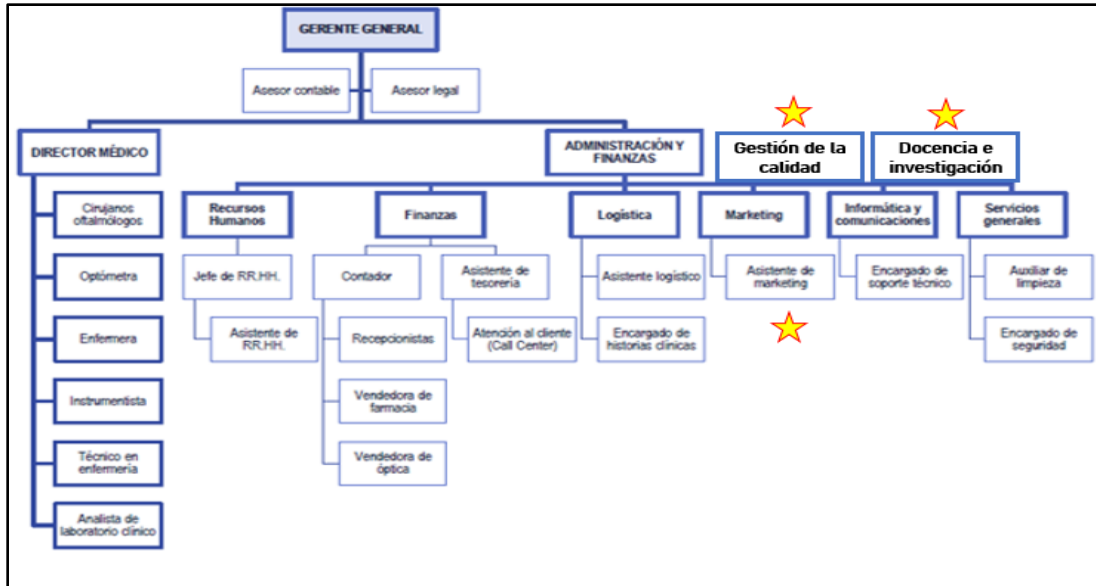 GERENTE GENERAL
Asesor contable
Asesor legal
DIRECTOR MÉDICO
ADMINISTRACIÓN Y
FINANZAS
Gestión de la
calidad
Docencia e
investigación
Cirujanos
oftalmólogos
Optómetra
Enfermera
Instrumentista
Técnico en
enfermería
Analista de
laboratorio clínico
Recursos
Humanos
Jefe de RR.HH.
Asistente de
RR.HH.
Finanzas
Contador
Recepcionistas
Vendedora de
farmacia
Vendedora de
óptica
Asistente de
tesorería
Atención al cliente
(Call Center)
Logística
Asistente logístico
Encargado de
historias clínicas
Marketing
Asistente de
marketing
Informática y
comunicaciones
Encargado de
soporte técnico
Servicios
generales
Auxiliar de
limpieza
Encargado de
seguridad